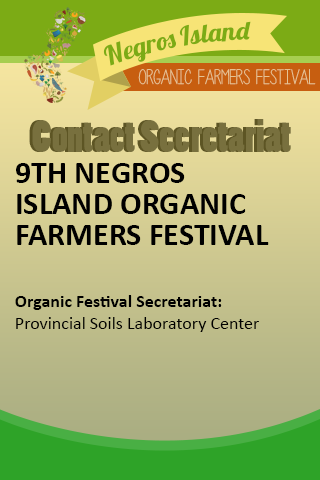 Negros Island
ORGANIC FARMERS FESTIVAL
Contact Secretariat
9TH NEGROS
ISLAND ORGANIC
FARMERS FESTIVAL
Organic Festival Secretariat:
Provincial Soils Laboratory Center